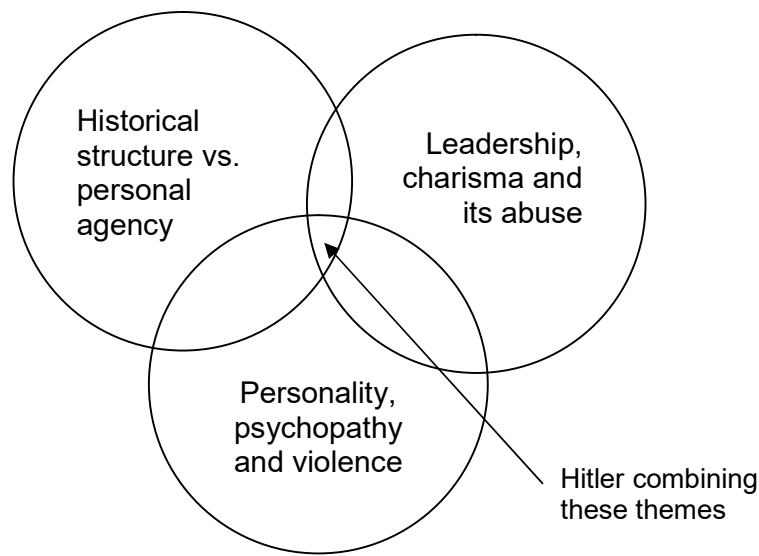 Historical
structure vs.
personal
agency
Leadership,
charisma and
its abuse
Personality,
psychopathy
and violence
Hitler combining
these themes